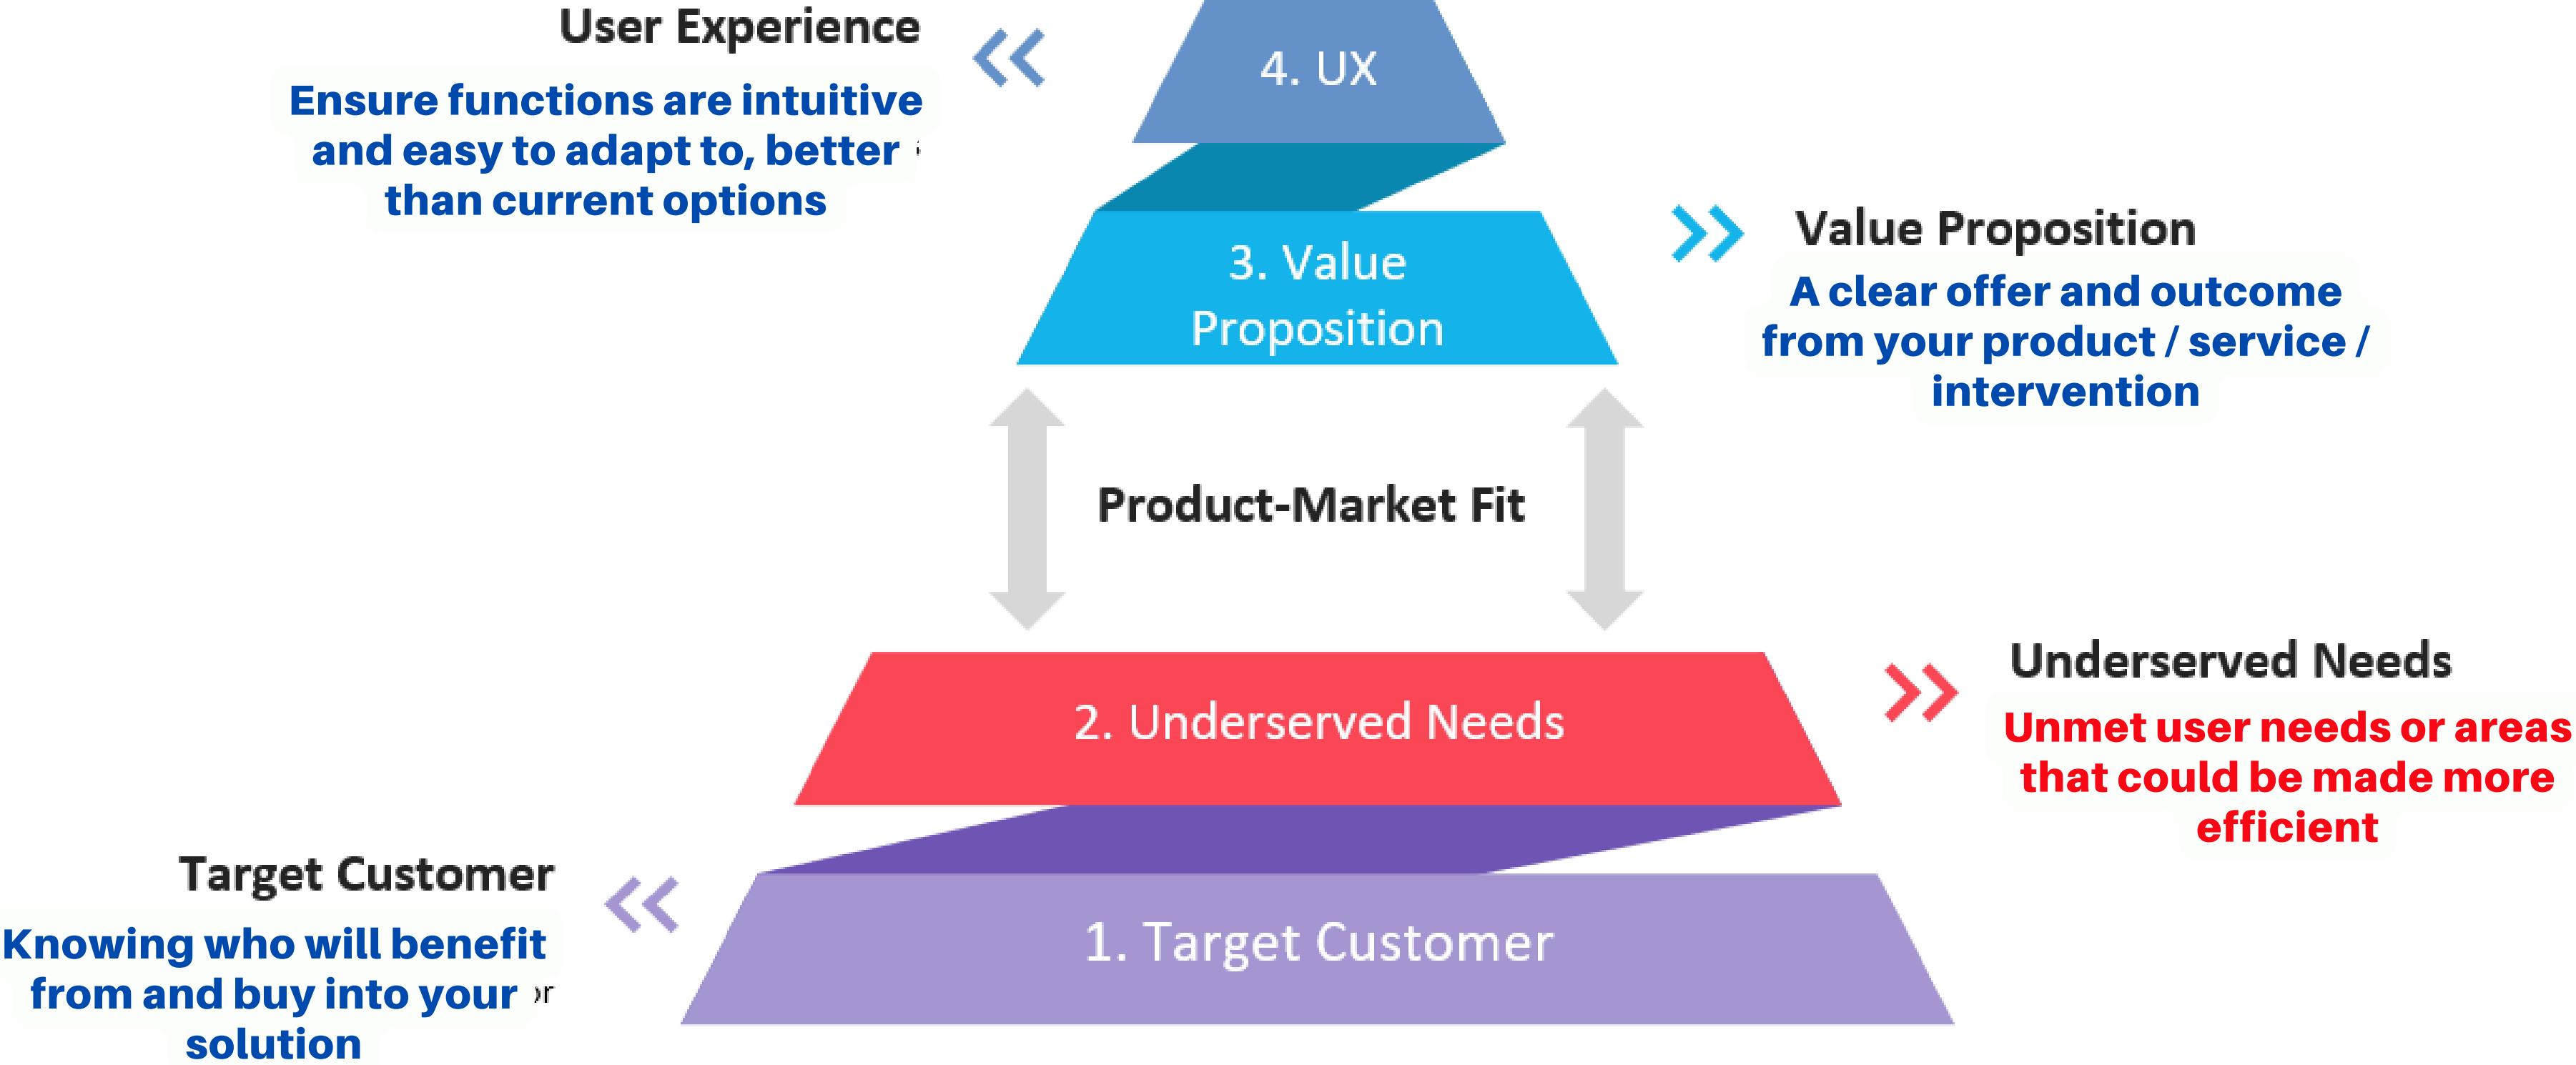 User Experience
Ensure functions are intuitive
and easy to adapt to, better
than current options
4. UX
3. Value
Proposition
Value Proposition
A clear offer and outcome
from your product / service /
intervention
Product-Market Fit
2. Underserved Needs
Underserved Needs
Unmet user needs or areas
that could be made more
efficient
Target Customer
Knowing who will benefit
from and buy into your
solution
1. Target Customer